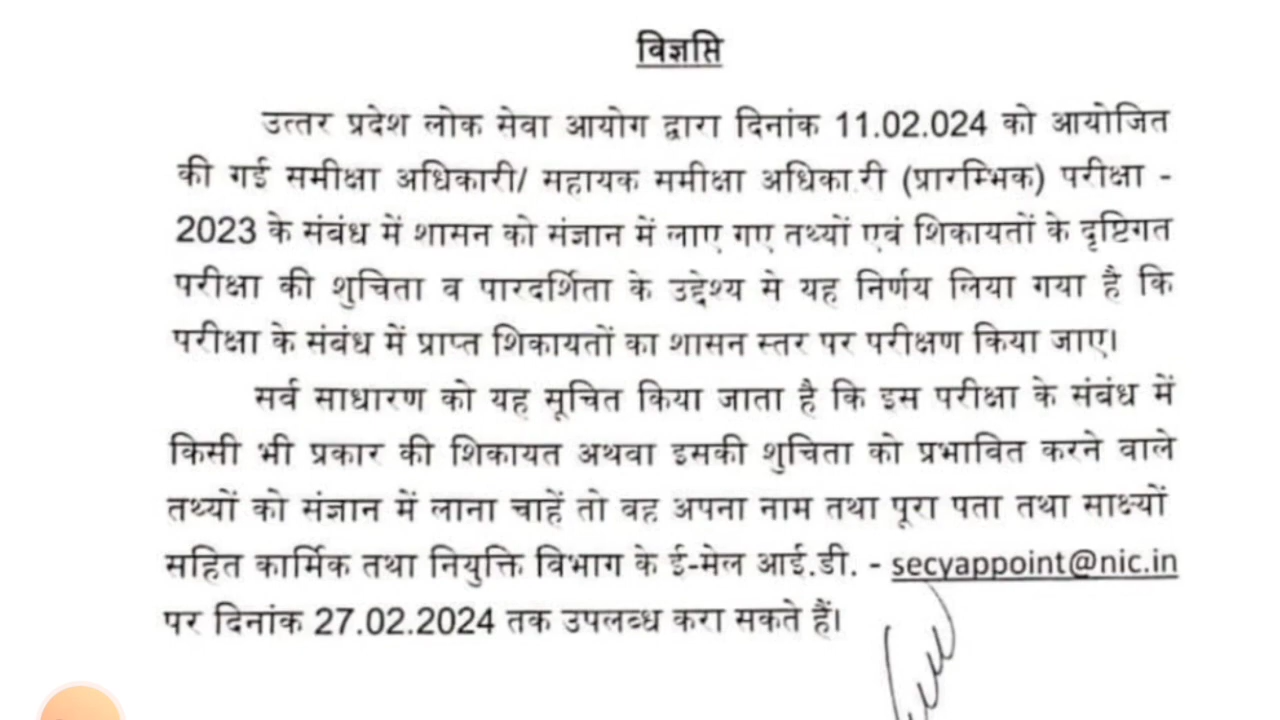 विज्ञप्ति
उत्तर प्रदेश लोक सेवा आयोग द्वारा दिनांक 11.02.024 को आयोजित
की गई समीक्षा अधिकारी/ सहायक समीक्षा अधिकारी (प्रारम्भिक) परीक्षा -
2023 के संबंध में शासन को संज्ञान में लाए गए तथ्यों एवं शिकायतों के दृष्टिगत
परीक्षा की शुचिता व पारदर्शिता के उद्देश्य से यह निर्णय लिया गया है कि
परीक्षा के संबंध में प्राप्त शिकायतों का शासन स्तर पर परीक्षण किया जाए।
सर्व साधारण को यह सूचित किया जाता है कि इस परीक्षा के संबंध में
किसी भी प्रकार की शिकायत अथवा इसकी शुचिता को प्रभावित करने वाले
तथ्यों को संज्ञान में लाना चाहें तो वह अपना नाम तथा पूरा पता तथा साक्ष्यों
सहित कार्मिक तथा नियुक्ति विभाग के ई-मेल आई.डी. - secyappoint@nic.in
पर दिनांक 27.02.2024 तक उपलब्ध करा सकते हैं।